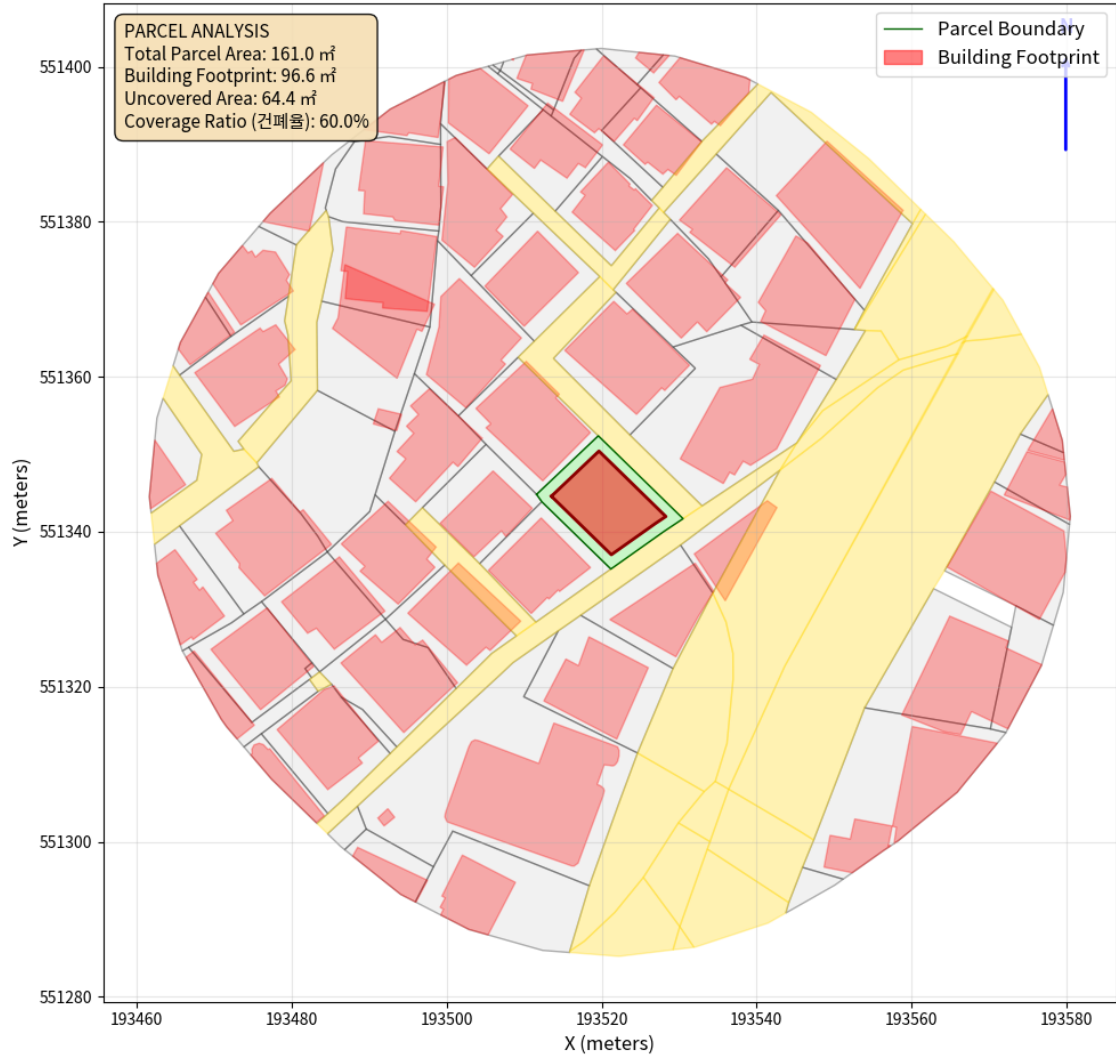 PARCEL ANALYSIS
Total Parcel Area: 161.0 ㎡
Building Footprint: 96.6 ㎡
Uncovered Area: 64.4 ㎡
Coverage Ratio (건폐율): 60.0%
Parcel Boundary
Building Footprint
N
551400
551380
551360
551340
551320
551300
551280
Y (meters)
193460
193480
193500
193520
193540
193560
193580
X (meters)